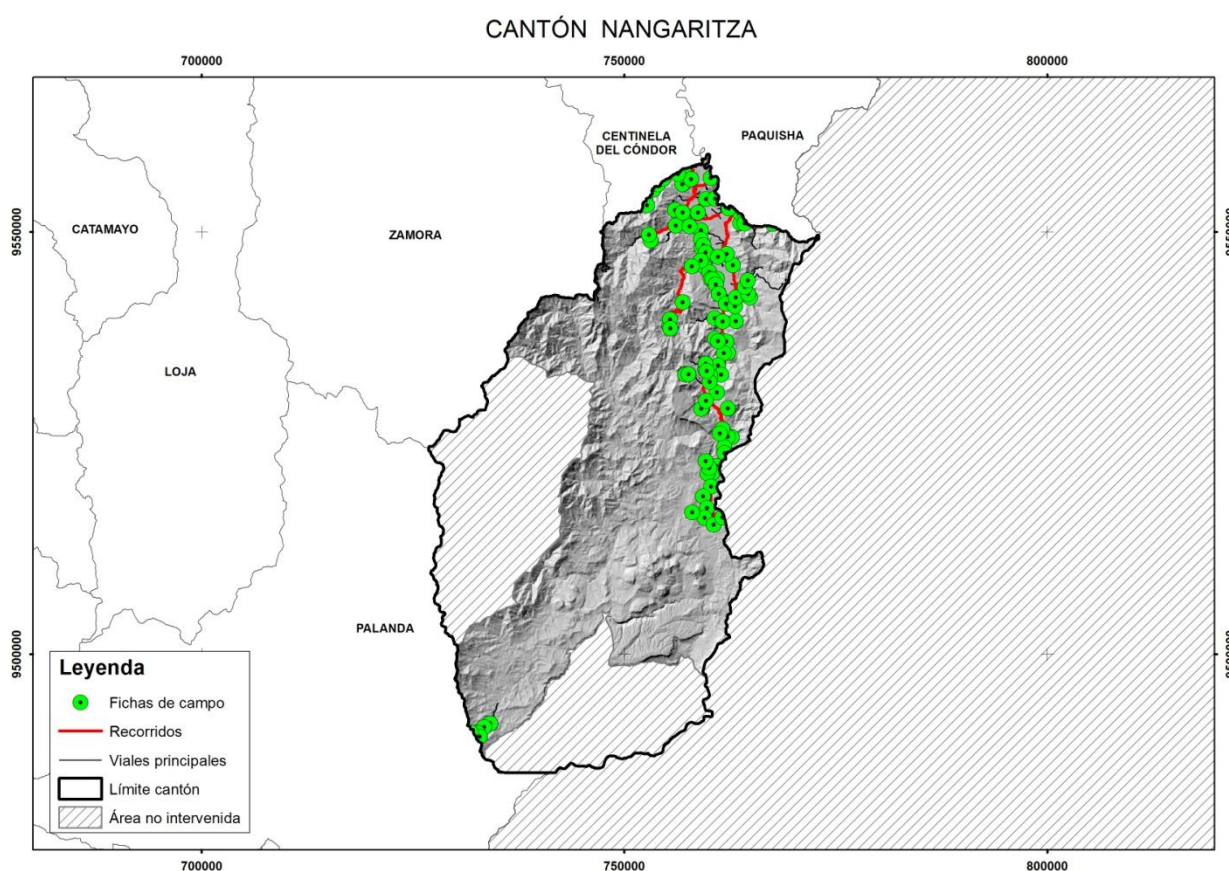 CANTÓN NANGARITZA
700000
750000
800000
CENTINELA
DEL CÓNDOR
PAQUISHA
CATAMAYO
ZAMORA
9550000
9550000
LOJA
PALANDA
9500000
9500000
Leyenda
Fichas de campo
Recorridos
Viales principales
Límite cantón
Área no intervenida
700000
750000
800000